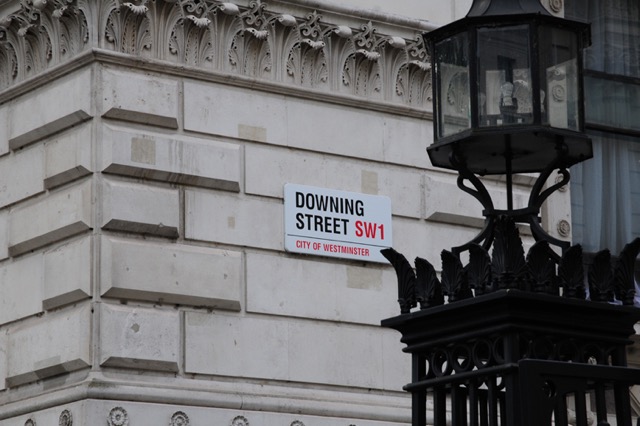 DOWNING
STREET SW1
CITY OF WESTMINSTER